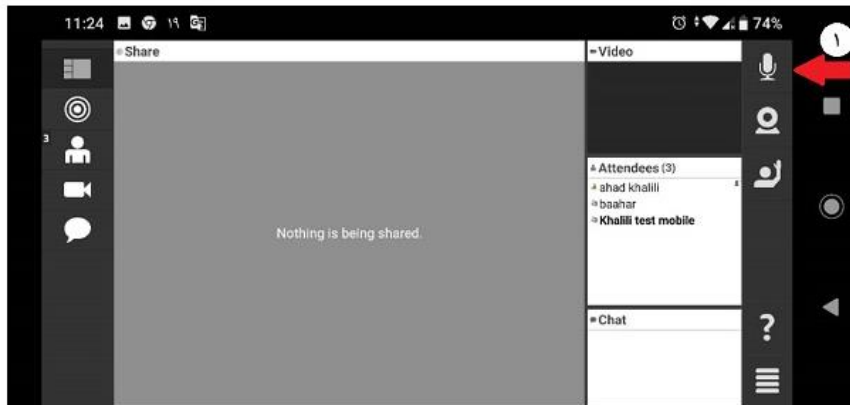 11:24 ۱۹ 74%
۱
Share
Video
3
Attendees (3)
ahad khalili
baahar
Khalili test mobile
Nothing is being shared.
Chat
?